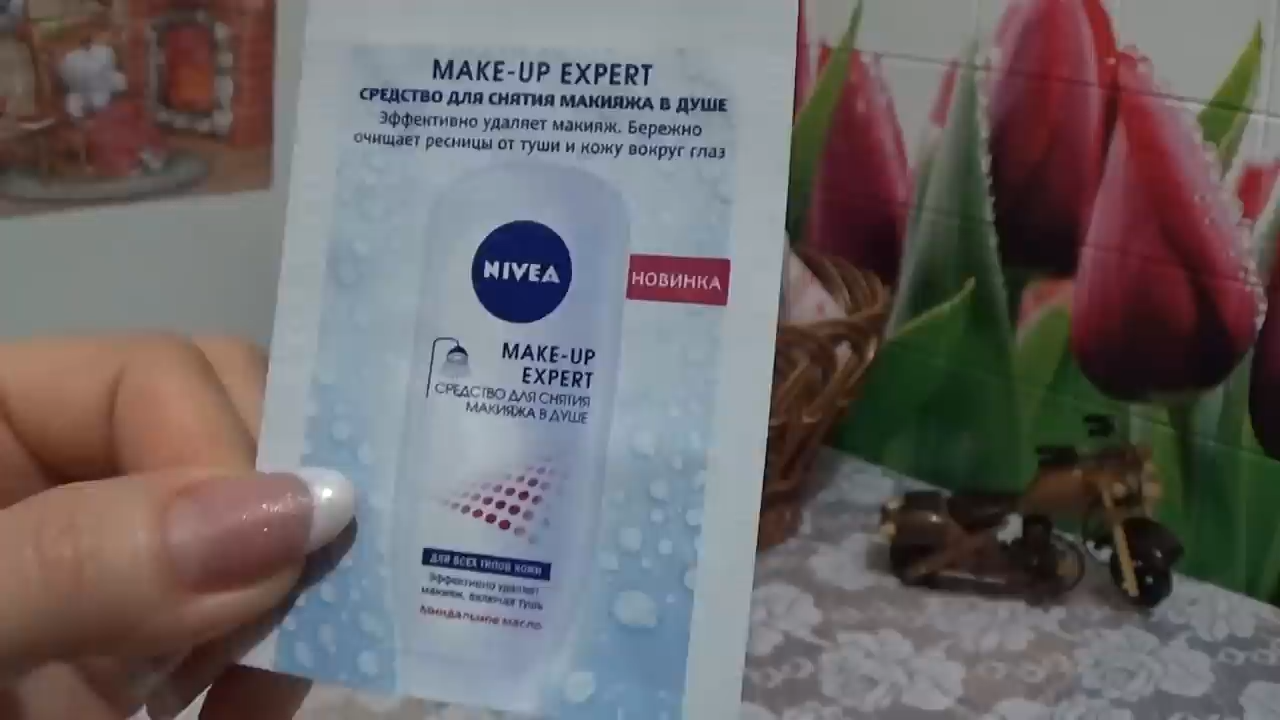 MAKE-UP EXPERT
СРЕДСТВО ДЛЯ СНЯТИЯ МАКИЯЖА В ДУШЕ
Эффективно удаляет макияж. Бережно
очищает ресницы от туши и кожу вокруг глаз
NIVEA
НОВИНКА
MAKE-UP
EXPERT
СРЕДСТВО ДЛЯ СНЯТИЯ
МАКИЯЖА В ДУШЕ
ДЛЯ ВСЕХ ТИПОВ КОЖИ
Эффективно удаляет
макияж, включая тушь
Миндальное масло